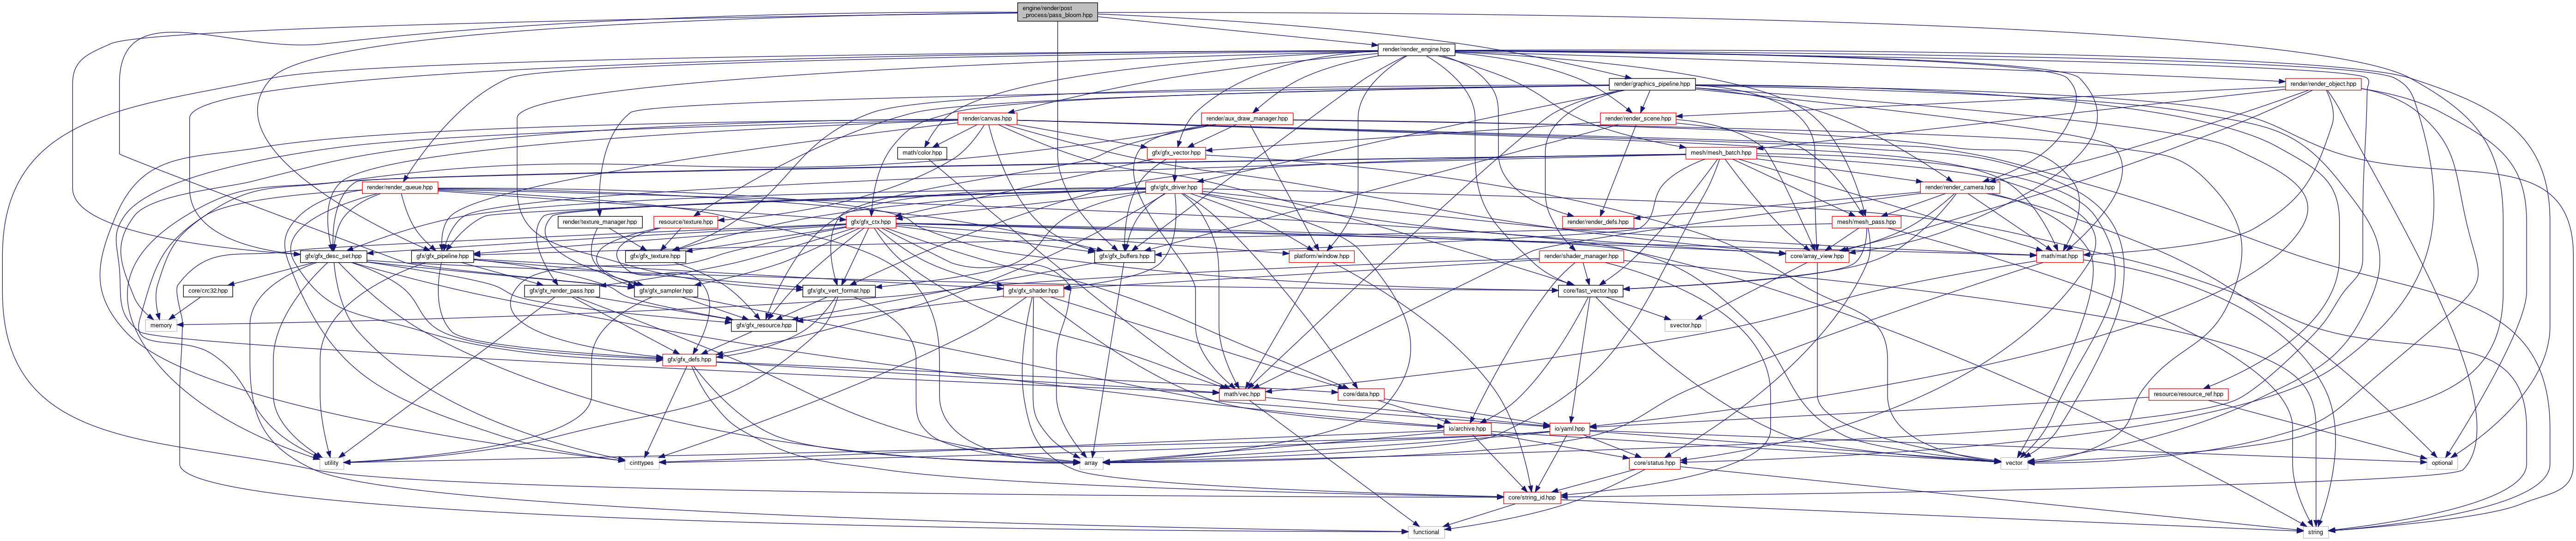 engine/render/post
_process/pass_bloom.hpp
render/render_engine.hpp
render/graphics_pipeline.hpp
render/render_object.hpp
render/canvas.hpp
render/aux_draw_manager.hpp
render/render_scene.hpp
math/color.hpp
gfx/gfx_vector.hpp
mesh/mesh_batch.hpp
render/render_queue.hpp
gfx/gfx_driver.hpp
render/render_camera.hpp
render/texture_manager.hpp
resource/texture.hpp
gfx/gfx_ctx.hpp
render/render_defs.hpp
mesh/mesh_pass.hpp
gfx/gfx_desc_set.hpp
gfx/gfx_pipeline.hpp
gfx/gfx_texture.hpp
gfx/gfx_buffers.hpp
platform/window.hpp
render/shader_manager.hpp
core/array_view.hpp
math/mat.hpp
core/crc32.hpp
gfx/gfx_render_pass.hpp
gfx/gfx_sampler.hpp
gfx/gfx_vert_format.hpp
gfx/gfx_shader.hpp
core/fast_vector.hpp
memory
gfx/gfx_resource.hpp
svector.hpp
gfx/gfx_defs.hpp
math/vec.hpp
core/data.hpp
resource/resource_ref.hpp
io/archive.hpp
io/yaml.hpp
utility
cinttypes
array
core/status.hpp
vector
optional
core/string_id.hpp
functional
string